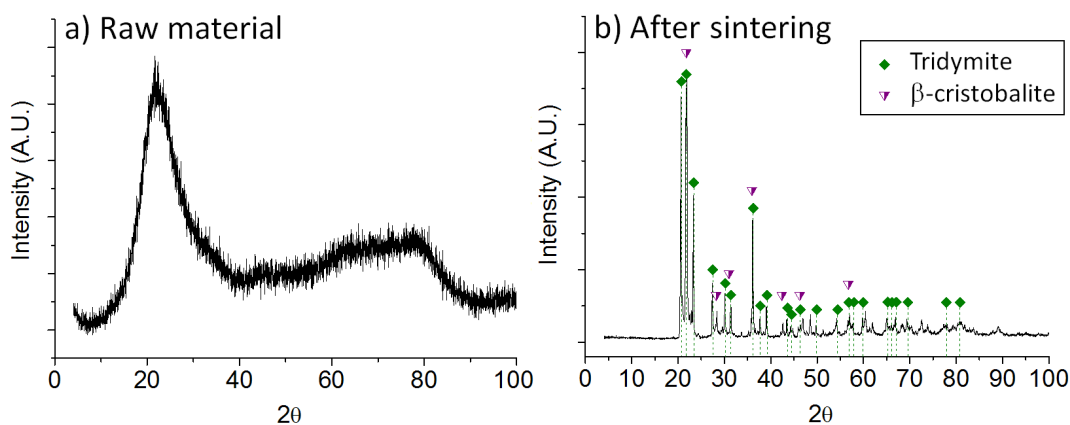 a) Raw material
Intensity (A.U.)
0 20 40 60 80 100
2θ
b) After sintering
Tridymite
β-cristobalite
Intensity (A.U.)
0 10 20 30 40 50 60 70 80 90 100
2θ